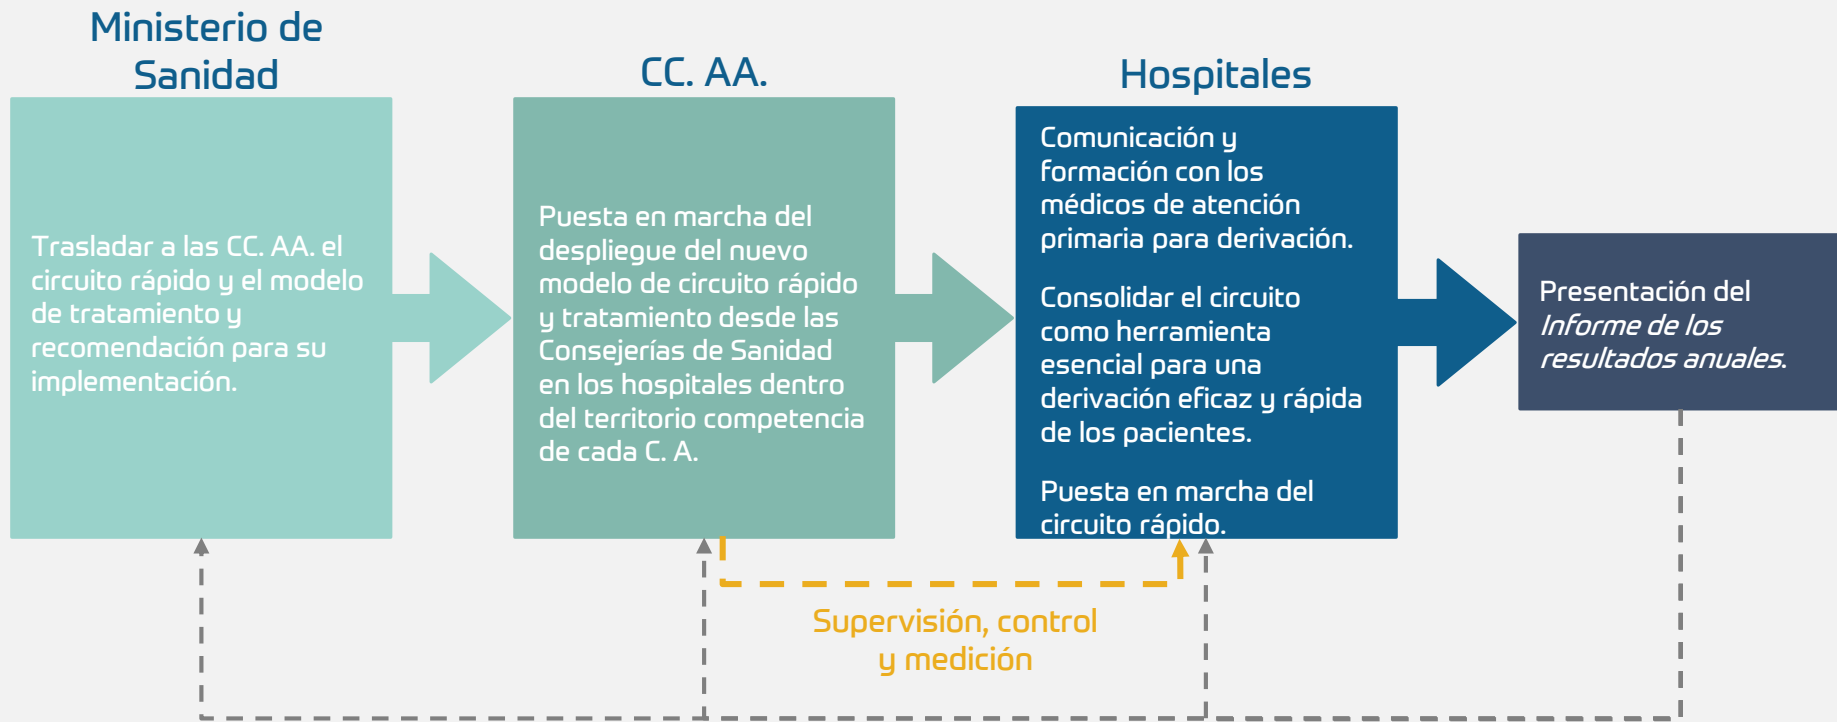 Ministerio de
Sanidad
Trasladar a las CC. AA. el
circuito rápido y el modelo
de tratamiento y
recomendación para su
implementación.
CC. AA.
Puesta en marcha del
despliegue del nuevo
modelo de circuito rápido
y tratamiento desde las
Consejerías de Sanidad
en los hospitales dentro
del territorio competencia
de cada C. A.
Hospitales
Comunicación y
formación con los
médicos de atención
primaria para derivación.
Consolidar el circuito
como herramienta
esencial para una
derivación eficaz y rápida
de los pacientes.
Puesta en marcha del
circuito rápido.
Presentación del
Informe de los
resultados anuales.
Supervisión, control
y medición